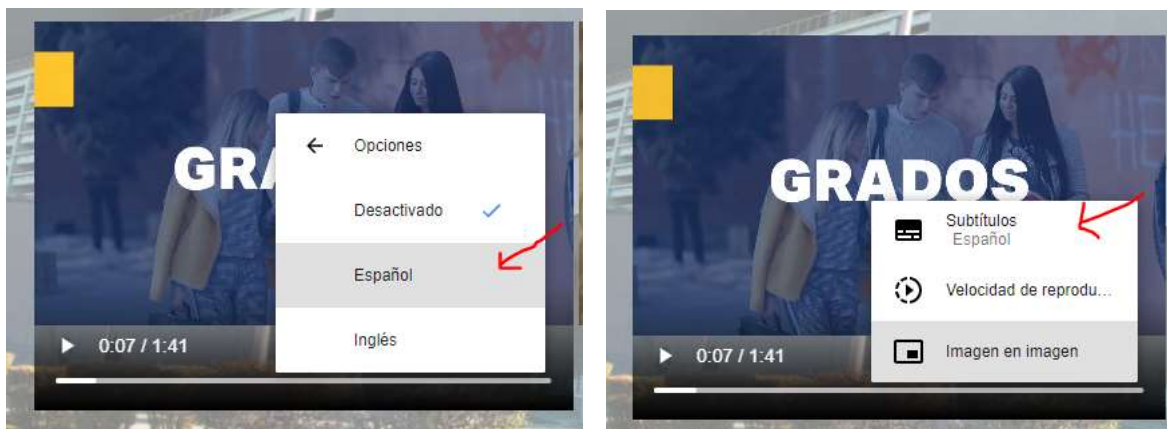 GRA
Opciones
Desactivado
Español
Inglés
0:07 / 1:41
GRADOS
Subtítulos
Español
Velocidad de reprodu...
Imagen en imagen
0:07 / 1:41